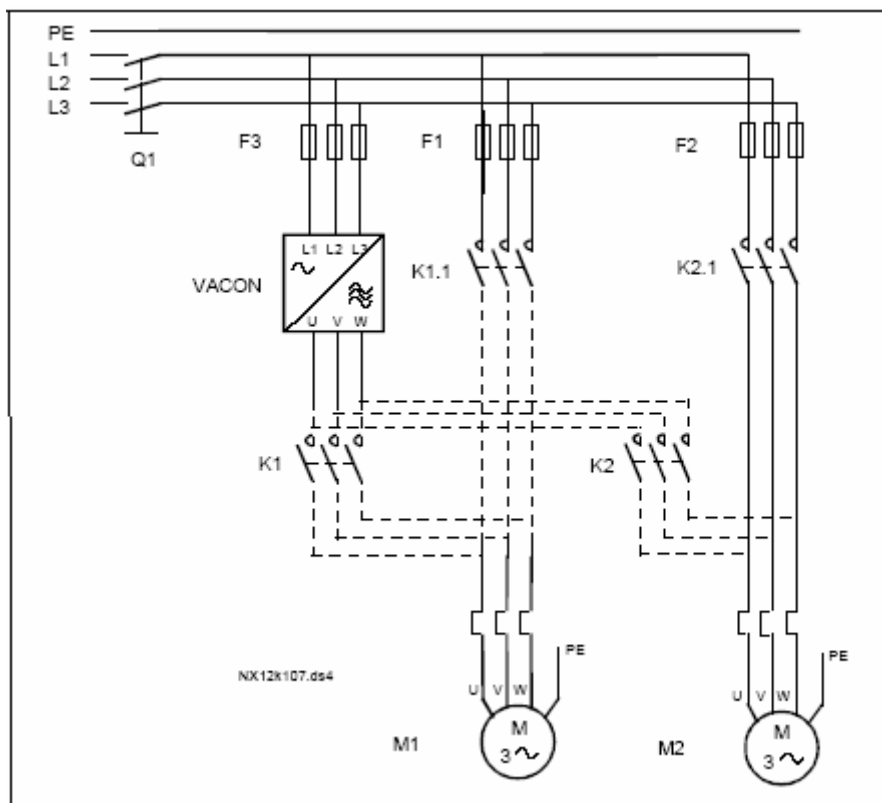 PE
L1
L2
L3
Q1
F3
F1
F2
L1 L2 L3
VACON
U V W
K1.1
K2.1
K1
K2
NX12k107.ds4
PE
PE
U V W
U V W
M1
M
3
M2
M
3